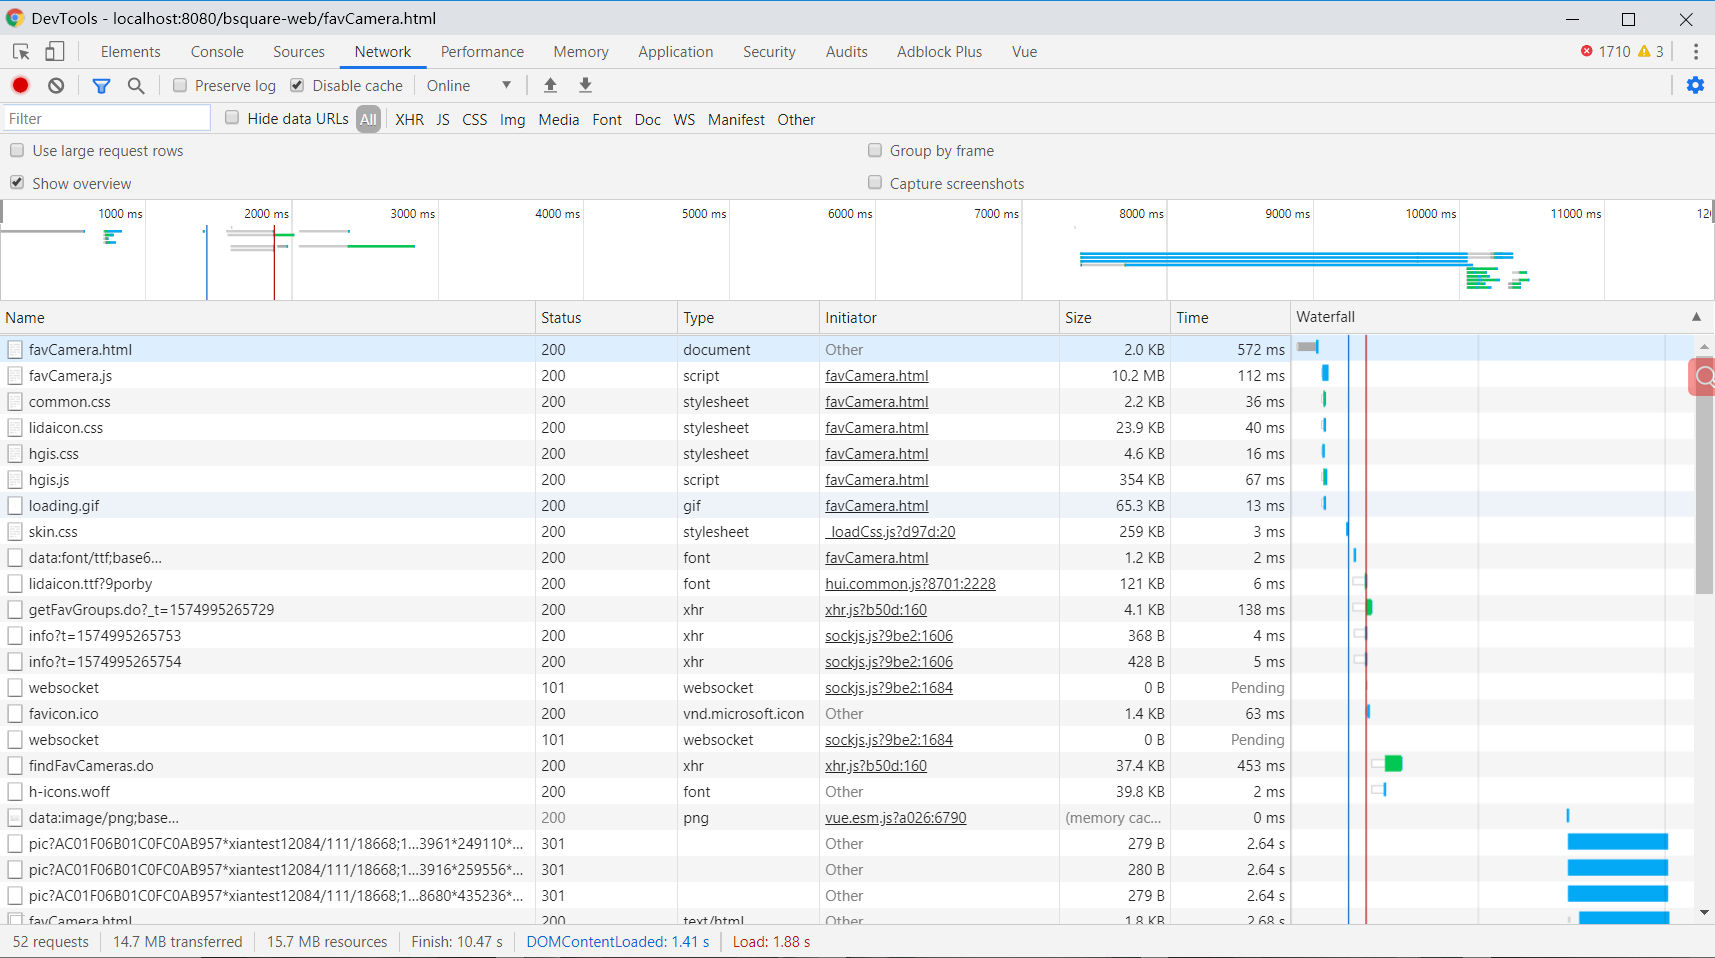 DevTools - localhost:8080/bsquare-web/favCamera.html
Elements Console Sources Network Performance Memory Application Security Audits Adblock Plus Vue 1710 3
Preserve log Disable cache Online
Filter Hide data URLs All XHR JS CSS Img Media Font Doc WS Manifest Other
Use large request rows Group by frame
Show overview Capture screenshots
1000 ms 2000 ms 3000 ms 4000 ms 5000 ms 6000 ms 7000 ms 8000 ms 9000 ms 10000 ms 11000 ms
Name Status Type Initiator Size Time Waterfall
favCamera.html 200 document Other 2.0 KB 572 ms
favCamera.js 200 script favCamera.html 10.2 MB 112 ms
common.css 200 stylesheet favCamera.html 2.2 KB 36 ms
lidaicon.css 200 stylesheet favCamera.html 23.9 KB 40 ms
hgis.css 200 stylesheet favCamera.html 4.6 KB 16 ms
hgis.js 200 script favCamera.html 354 KB 67 ms
loading.gif 200 gif favCamera.html 65.3 KB 13 ms
skin.css 200 stylesheet _loadCss.js?d97d:20 259 KB 3 ms
data:font/ttf;base6... 200 font favCamera.html 1.2 KB 2 ms
lidaicon.ttf?9porby 200 font hui.common.js?8701:2228 121 KB 6 ms
getFavGroups.do?_t=1574995265729 200 xhr xhr.js?b50d:160 4.1 KB 138 ms
info?t=1574995265753 200 xhr sockjs.js?9be2:1606 368 B 4 ms
info?t=1574995265754 200 xhr sockjs.js?9be2:1606 428 B 5 ms
websocket 101 websocket sockjs.js?9be2:1684 0 B Pending
favicon.ico 200 vnd.microsoft.icon Other 1.4 KB 63 ms
websocket 101 websocket sockjs.js?9be2:1684 0 B Pending
findFavCameras.do 200 xhr xhr.js?b50d:160 37.4 KB 453 ms
h-icons.woff 200 font Other 39.8 KB 2 ms
data:image/png;base... 200 png vue.esm.js?a026:6790 (memory cac... 0 ms
pic?AC01F06B01C0FC0AB957*xiantest12084/111/18668;1...3961*249110*... 301 Other 279 B 2.64 s
pic?AC01F06B01C0FC0AB957*xiantest12084/111/18668;1...3916*259556*... 301 Other 280 B 2.64 s
pic?AC01F06B01C0FC0AB957*xiantest12084/111/18668;1...8680*435236*... 301 Other 279 B 2.64 s
favCamera.html 200 text/html Other 1.8 KB 2.68 s
52 requests 14.7 MB transferred 15.7 MB resources Finish: 10.47 s DOMContentLoaded: 1.41 s Load: 1.88 s